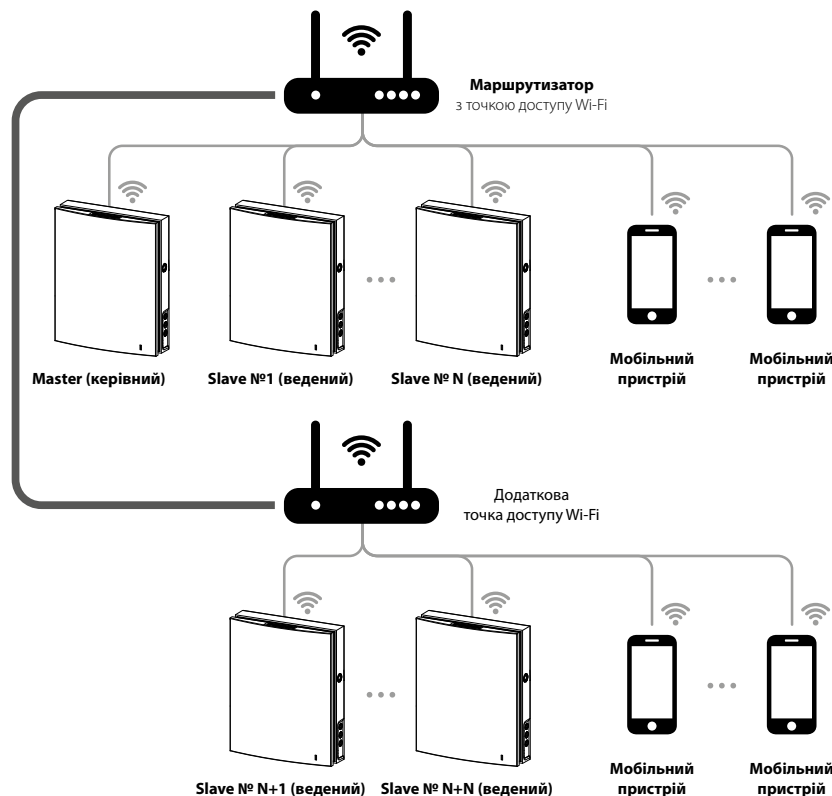 Маршрутизатор
з точкою доступу Wi-Fi
Master (керівний)
Slave №1 (ведений)
Slave № N (ведений)
Мобільний
пристрій
Мобільний
пристрій
Додаткова
точка доступу Wi-Fi
Slave № N+1 (ведений)
Slave № N+N (ведений)
Мобільний
пристрій
Мобільний
пристрій